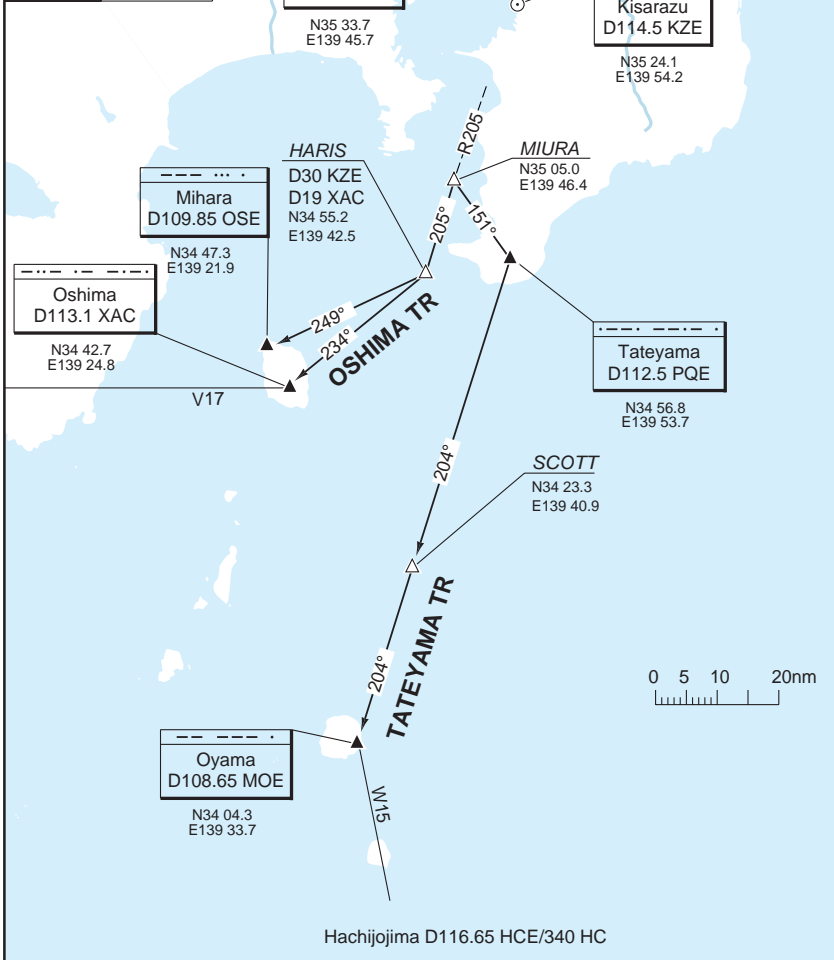 N35 33.7
E139 45.7
Kisarazu
D114.5 KZE
N35 24.1
E139 54.2
R205
HARIS
D30 KZE
D19 XAC
N34 55.2
E139 42.5
MIURA
N35 05.0
E139 46.4
Mihara
D109.85 OSE
N34 47.3
E139 21.9
205°
151°
Oshima
D113.1 XAC
N34 42.7
E139 24.8
249°
234°
OSHIMA TR
V17
Tateyama
D112.5 PQE
N34 56.8
E139 53.7
204°
SCOTT
N34 23.3
E139 40.9
204°
TATEYAMA TR
0 5 10 20nm
Oyama
D108.65 MOE
N34 04.3
E139 33.7
W15
Hachijojima D116.65 HCE/340 HC